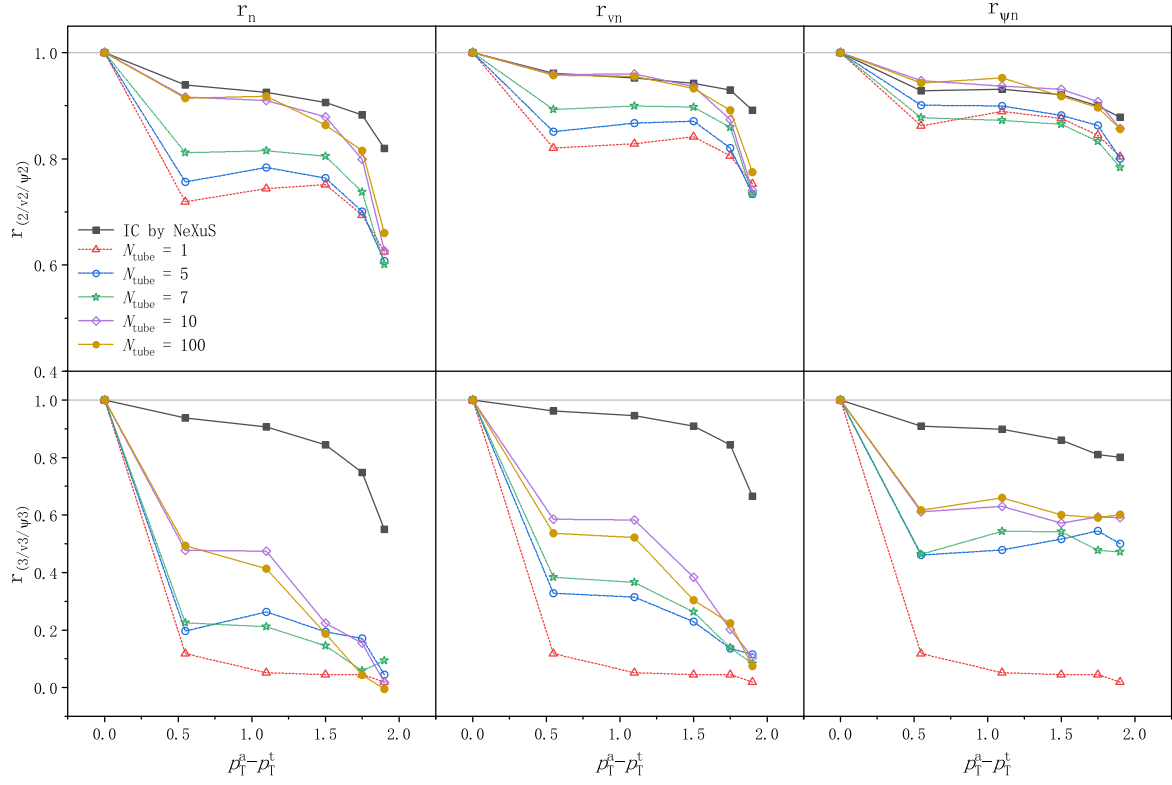 r_n r_vn r_ψn
1.0
0.8
0.6
0.4
r_(2/v2/ψ2)
IC by NeXuS
N_tube = 1
N_tube = 5
N_tube = 7
N_tube = 10
N_tube = 100
1.0
0.8
0.6
0.4
0.2
0.0
r_(3/v3/ψ3)
0.0 0.5 1.0 1.5 2.0 0.0 0.5 1.0 1.5 2.0 0.0 0.5 1.0 1.5 2.0
p_T^a−p_T^t p_T^a−p_T^t p_T^a−p_T^t